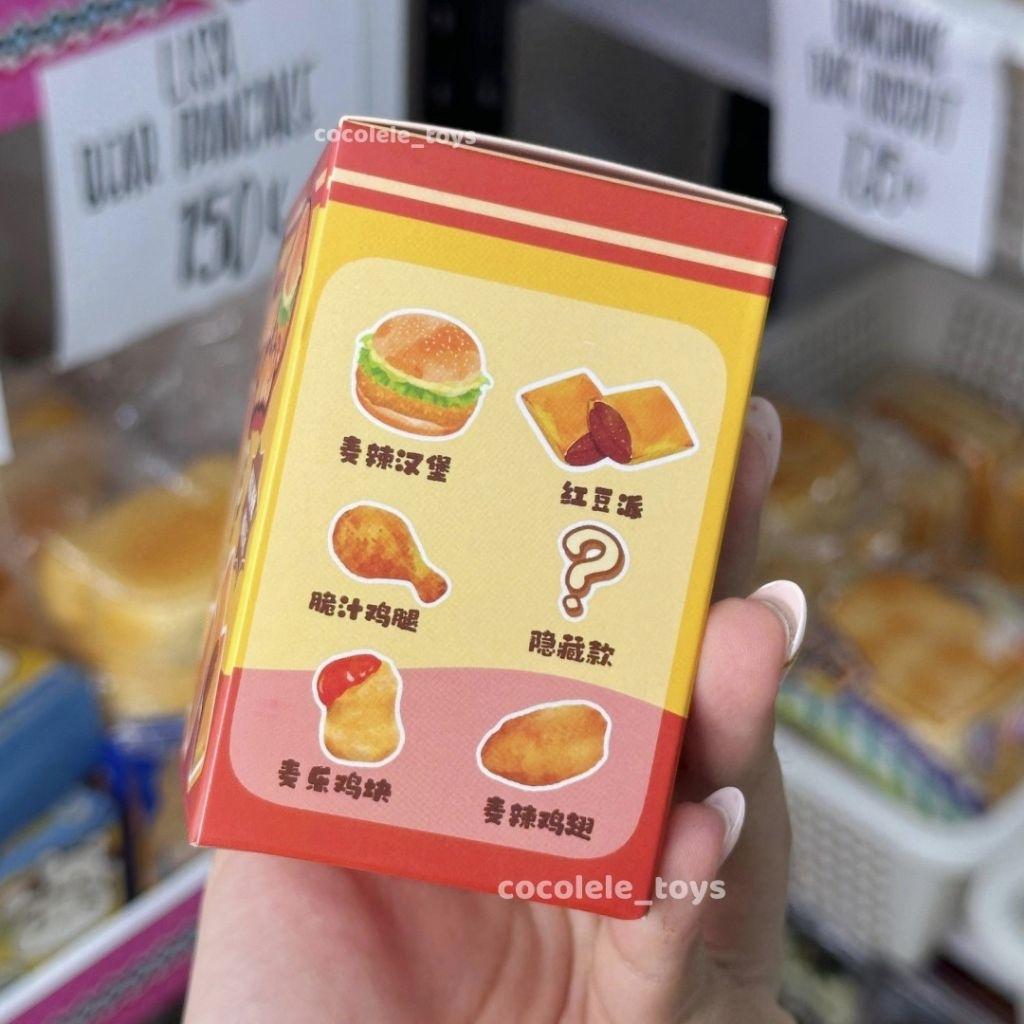 cocolele_toys
麦辣汉堡
红豆派
脆汁鸡腿
隐藏款
麦乐鸡块
麦辣鸡翅
cocolele_toys